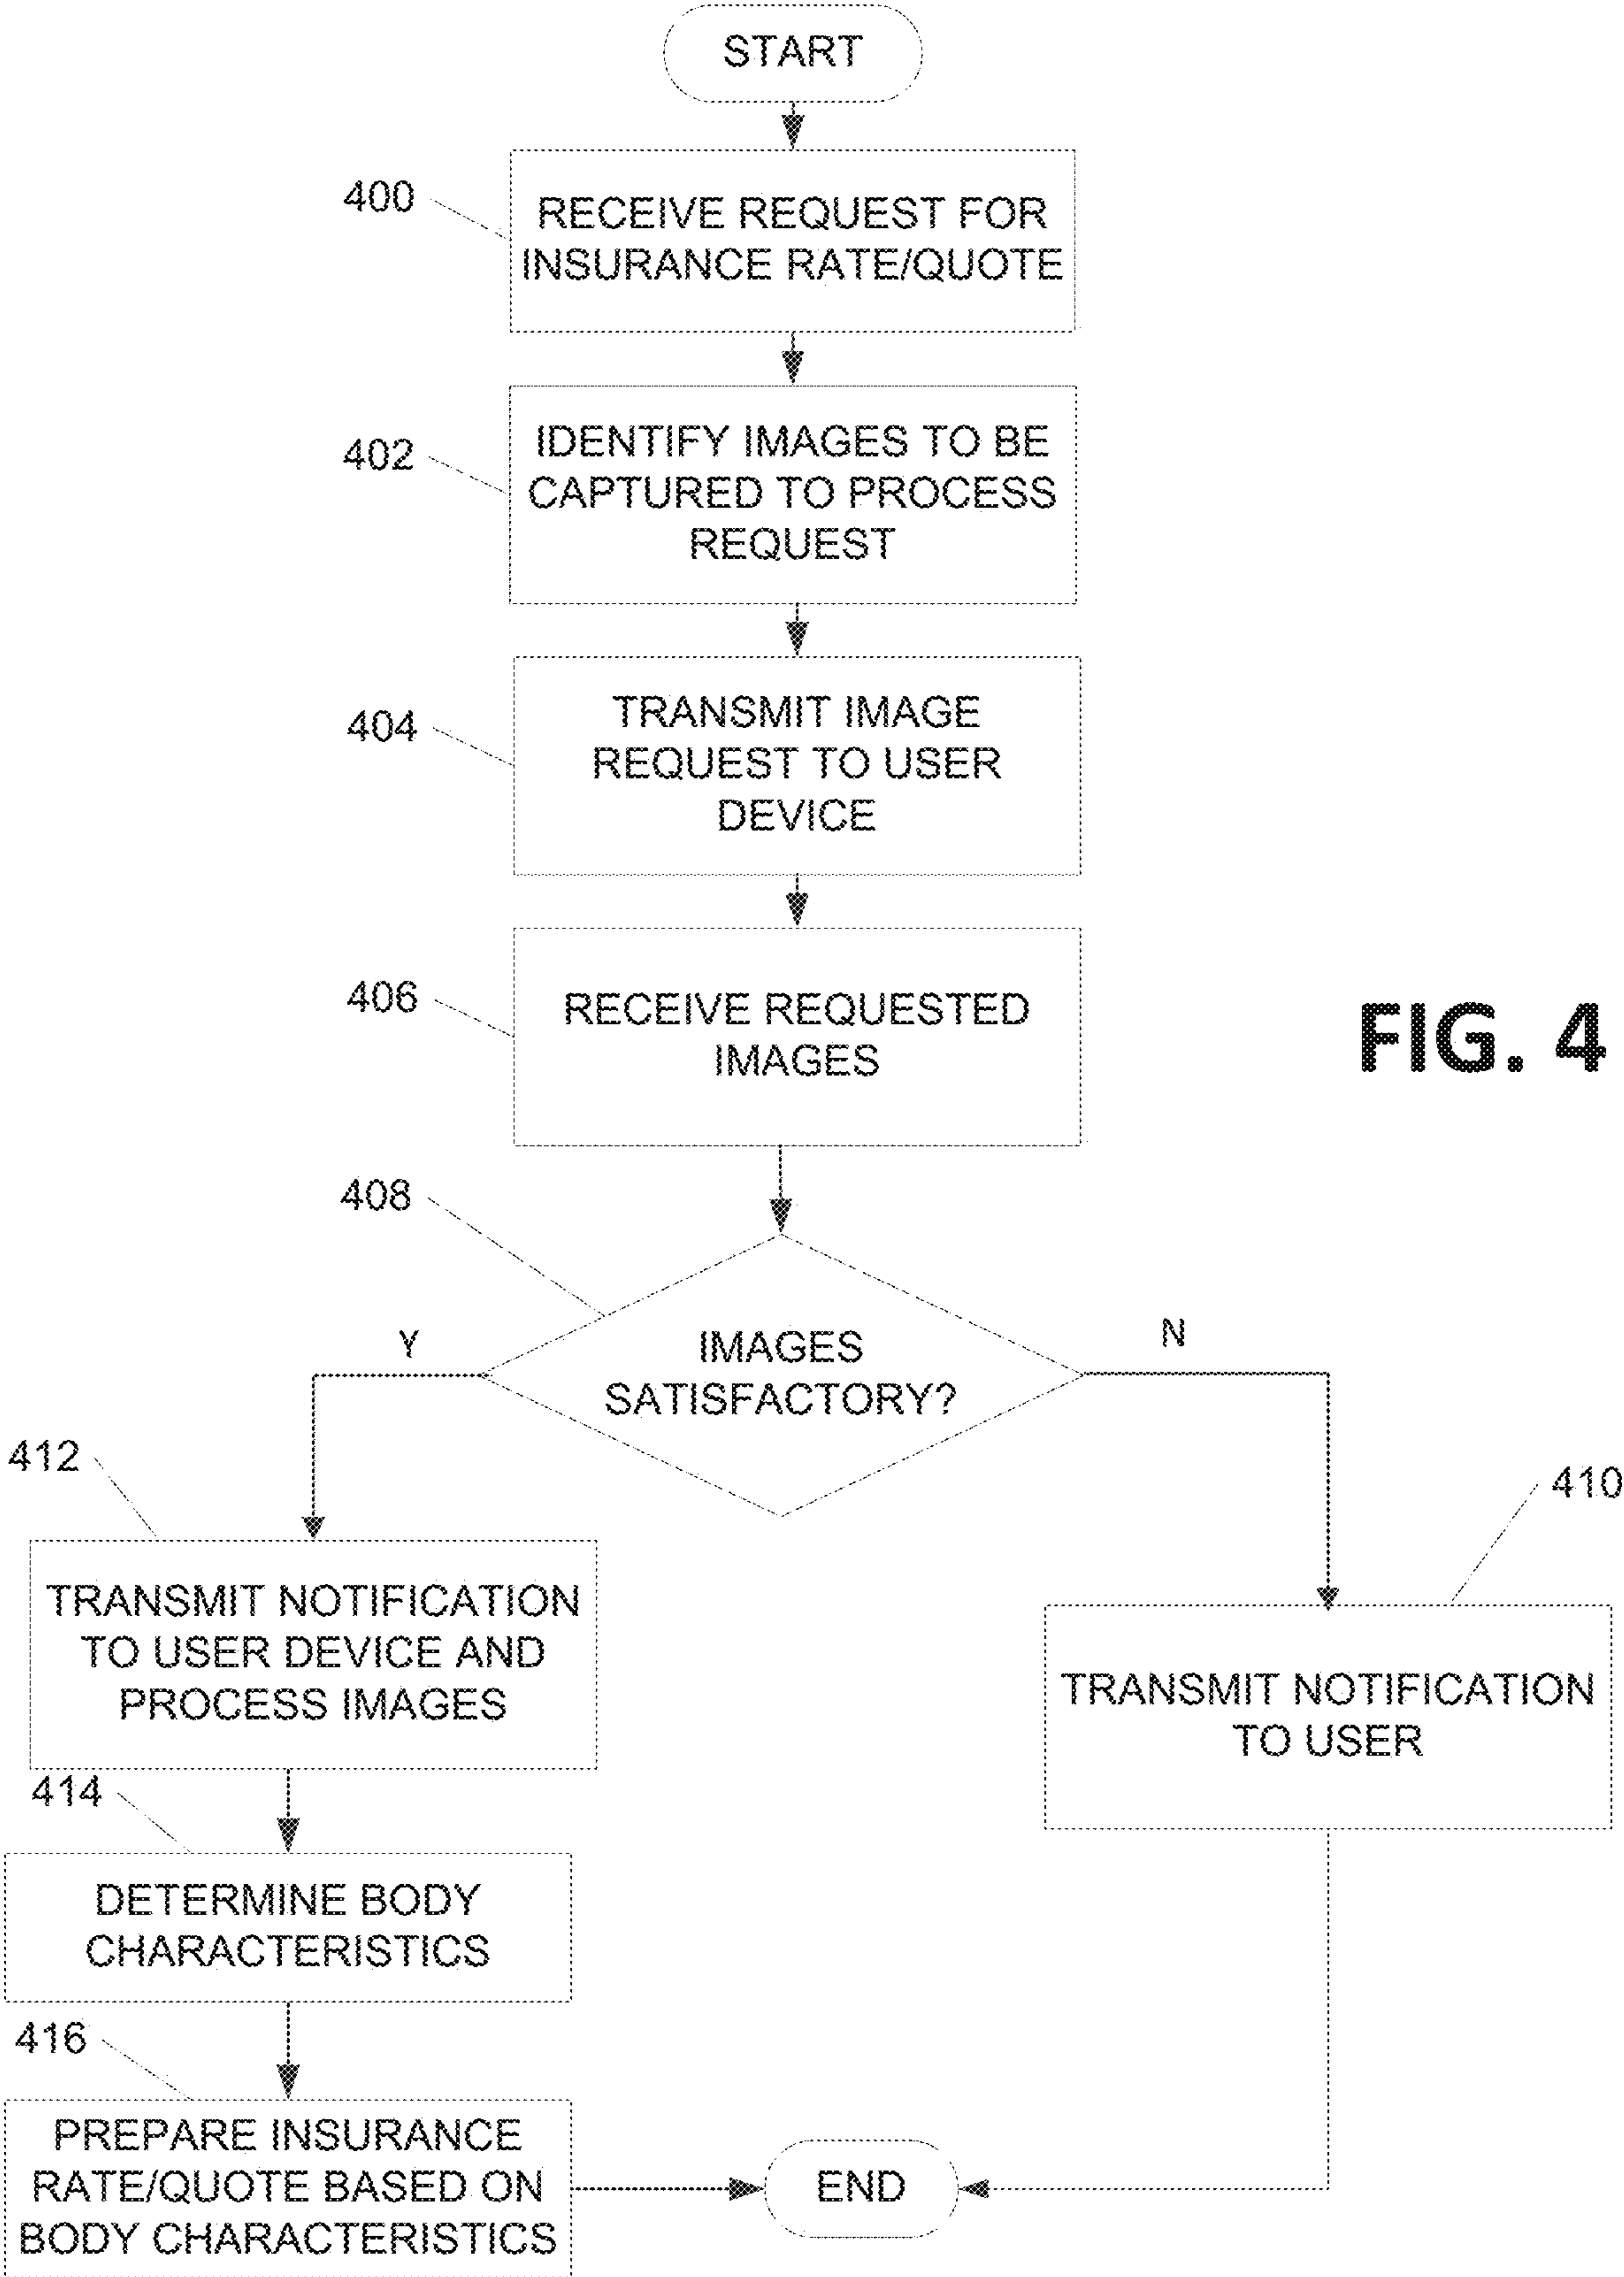 START
400
RECEIVE REQUEST FOR
INSURANCE RATE/QUOTE
402
IDENTIFY IMAGES TO BE
CAPTURED TO PROCESS
REQUEST
404
TRANSMIT IMAGE
REQUEST TO USER
DEVICE
406
RECEIVE REQUESTED
IMAGES
FIG. 4
408
IMAGES
SATISFACTORY?
Y
N
412
TRANSMIT NOTIFICATION
TO USER DEVICE AND
PROCESS IMAGES
410
TRANSMIT NOTIFICATION
TO USER
414
DETERMINE BODY
CHARACTERISTICS
416
PREPARE INSURANCE
RATE/QUOTE BASED ON
BODY CHARACTERISTICS
END